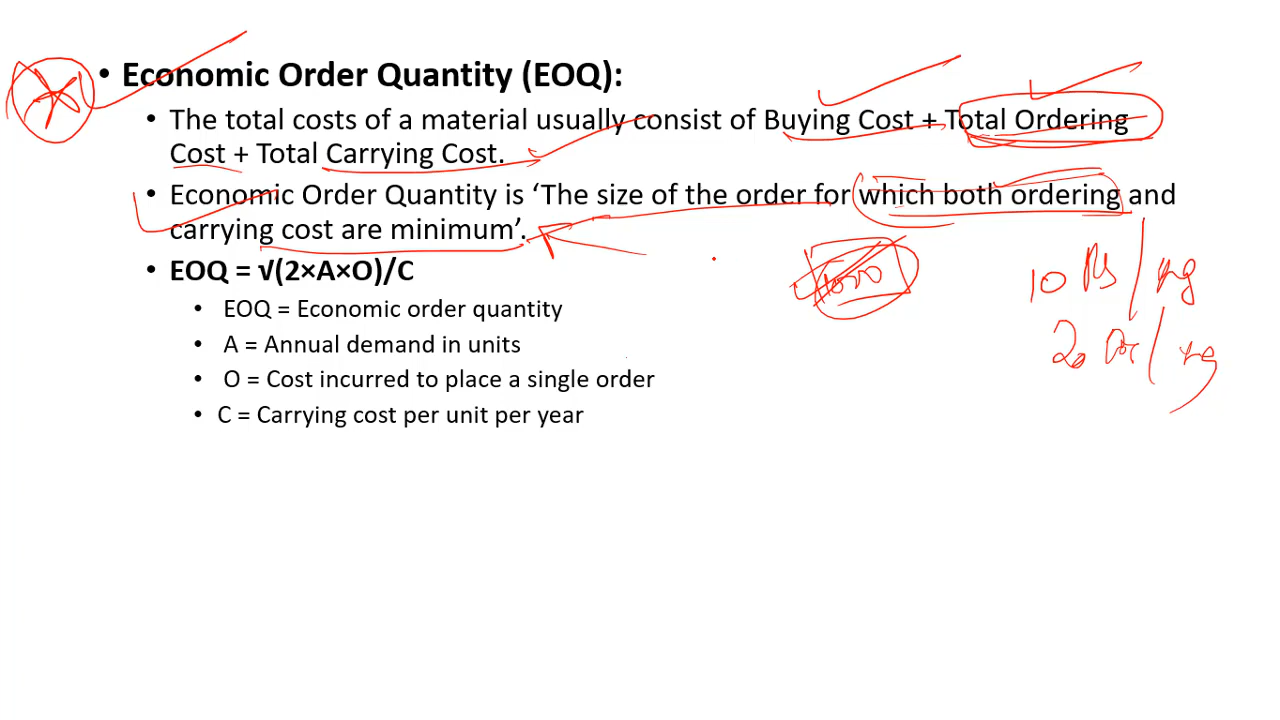 • Economic Order Quantity (EOQ):
• The total costs of a material usually consist of Buying Cost + Total Ordering
Cost + Total Carrying Cost.
• Economic Order Quantity is ‘The size of the order for which both ordering and
carrying cost are minimum’.
• EOQ = √(2×A×O)/C
• EOQ = Economic order quantity
• A = Annual demand in units
• O = Cost incurred to place a single order
• C = Carrying cost per unit per year
1000
10 Rs /
20 /